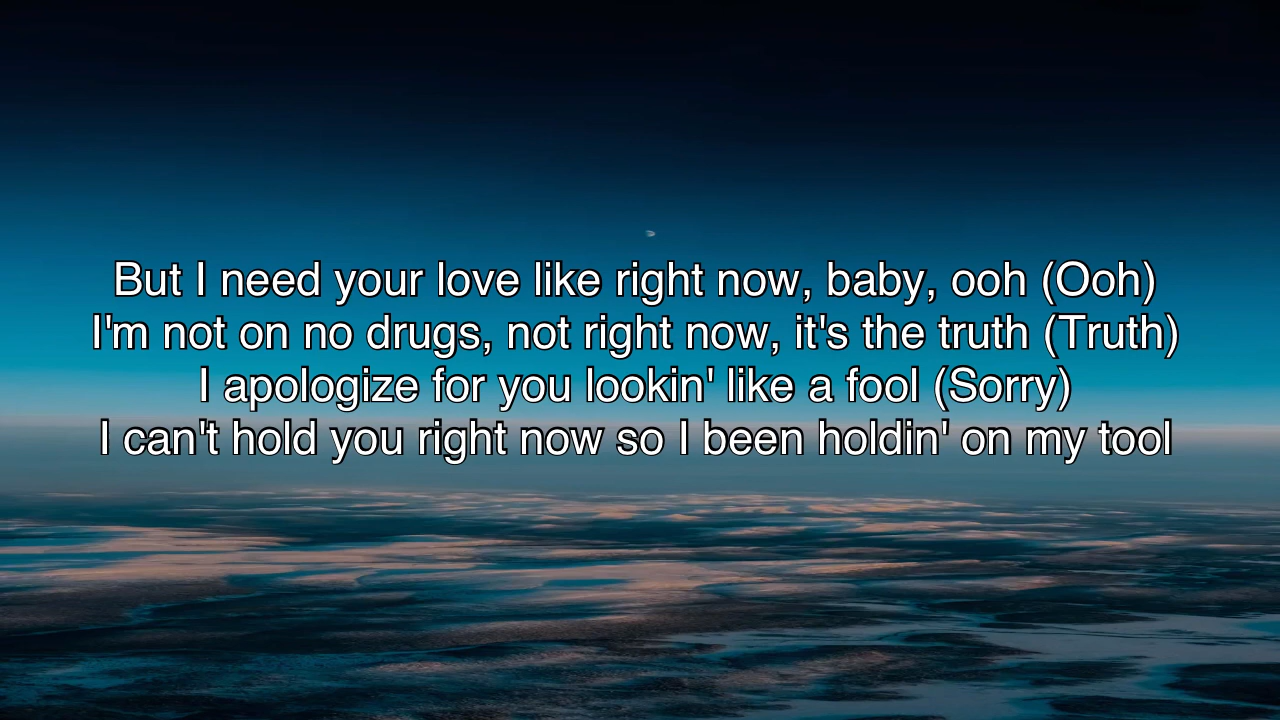 But I need your love like right now, baby, ooh (Ooh)
I'm not on no drugs, not right now, it's the truth (Truth)
I apologize for you lookin' like a fool (Sorry)
I can't hold you right now so I been holdin' on my tool